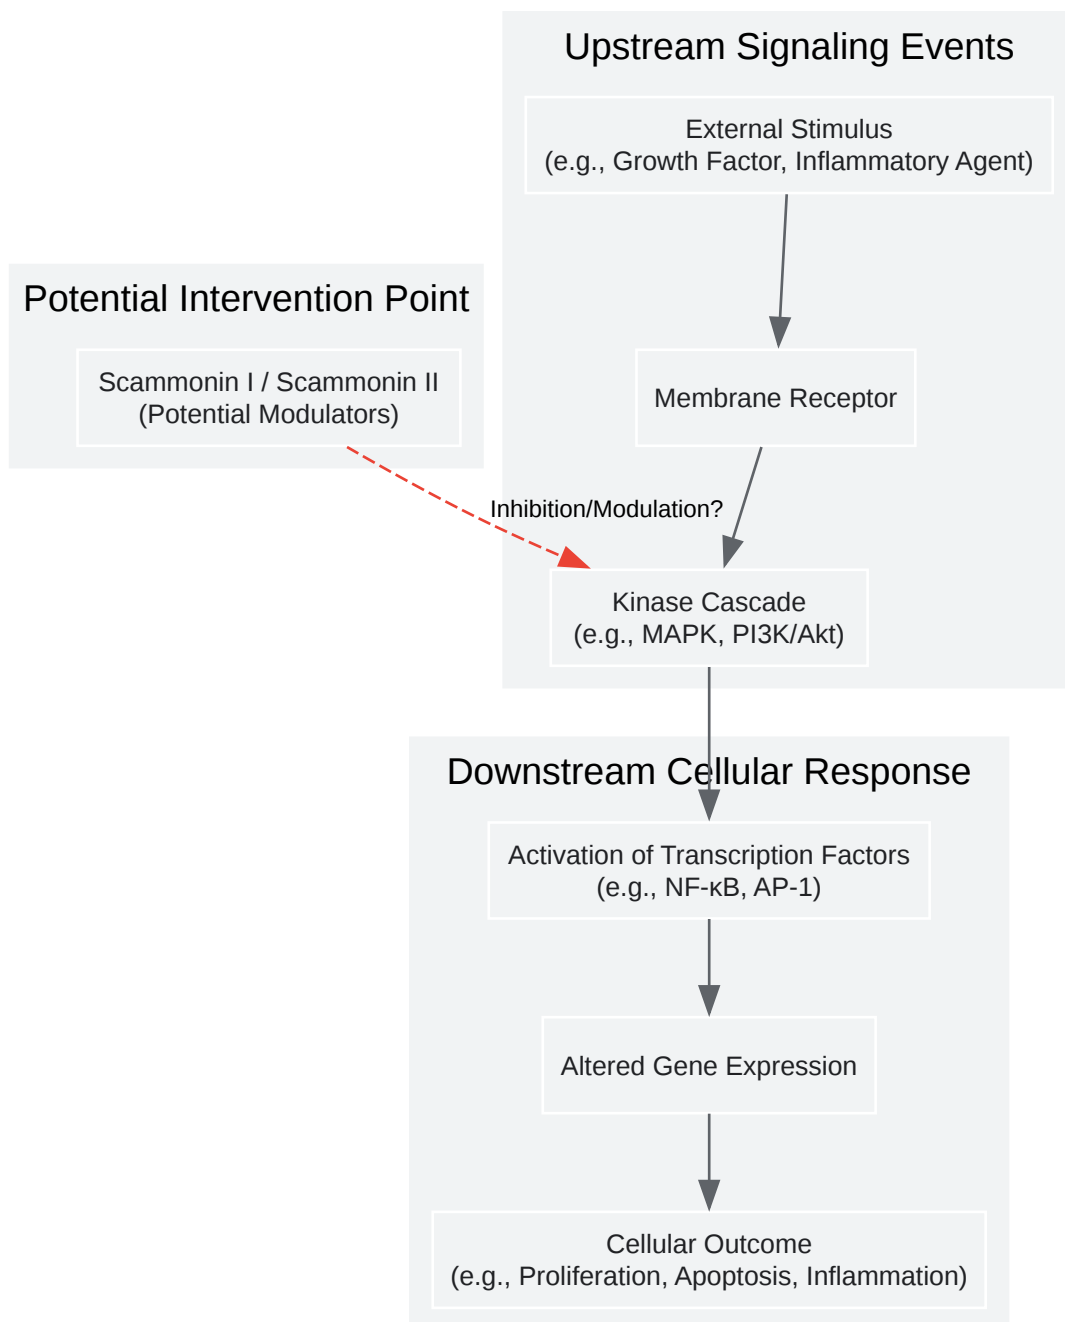 Upstream Signaling Events
External Stimulus
(e.g., Growth Factor, Inflammatory Agent)
Potential Intervention Point
Scammonin I / Scammonin II
(Potential Modulators)
Membrane Receptor
Inhibition/Modulation?
Kinase Cascade
(e.g., MAPK, PI3K/Akt)
Downstream Cellular Response
Activation of Transcription Factors
(e.g., NF-κB, AP-1)
Altered Gene Expression
Cellular Outcome
(e.g., Proliferation, Apoptosis, Inflammation)